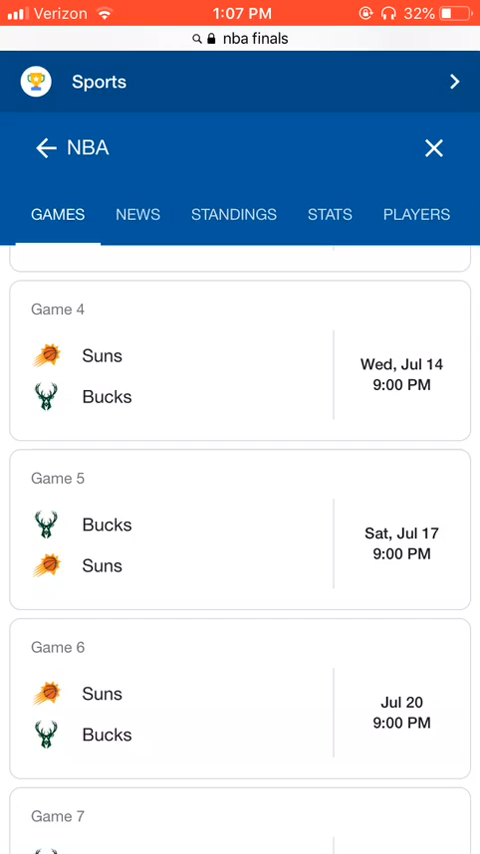 Verizon 1:07 PM 32%
nba finals
Sports
NBA
GAMES NEWS STANDINGS STATS PLAYERS
Game 4
Suns
Bucks
Wed, Jul 14
9:00 PM
Game 5
Bucks
Suns
Sat, Jul 17
9:00 PM
Game 6
Suns
Bucks
Jul 20
9:00 PM
Game 7